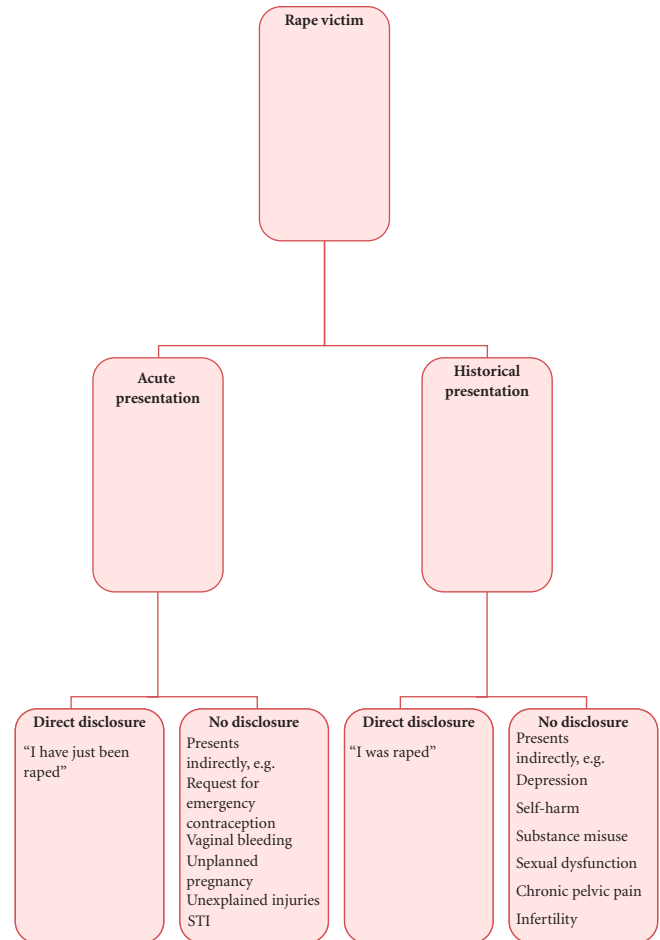 Rape victim
Acute
presentation
Historical
presentation
Direct disclosure
“I have just been
raped”
No disclosure
Presents
indirectly, e.g.
Request for
emergency
contraception
Vaginal bleeding
Unplanned
pregnancy
Unexplained injuries
STI
Direct disclosure
“I was raped”
No disclosure
Presents
indirectly, e.g.
Depression
Self-harm
Substance misuse
Sexual dysfunction
Chronic pelvic pain
Infertility